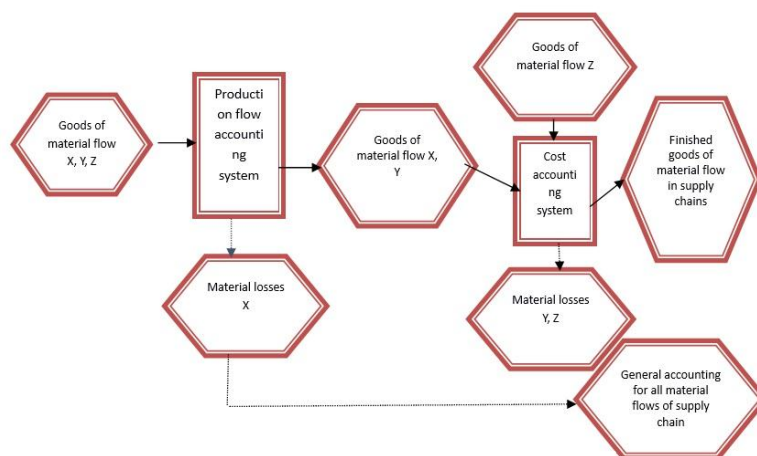 Goods of
material flow
X, Y, Z
Producti
on flow
accounti
ng
system
Goods of
material flow X,
Y
Goods of
material flow Z
Cost
accounti
ng
system
Finished
goods of
material flow
in supply
chains
Material losses
X
Material losses
Y, Z
General accounting
for all material
flows of supply
chain